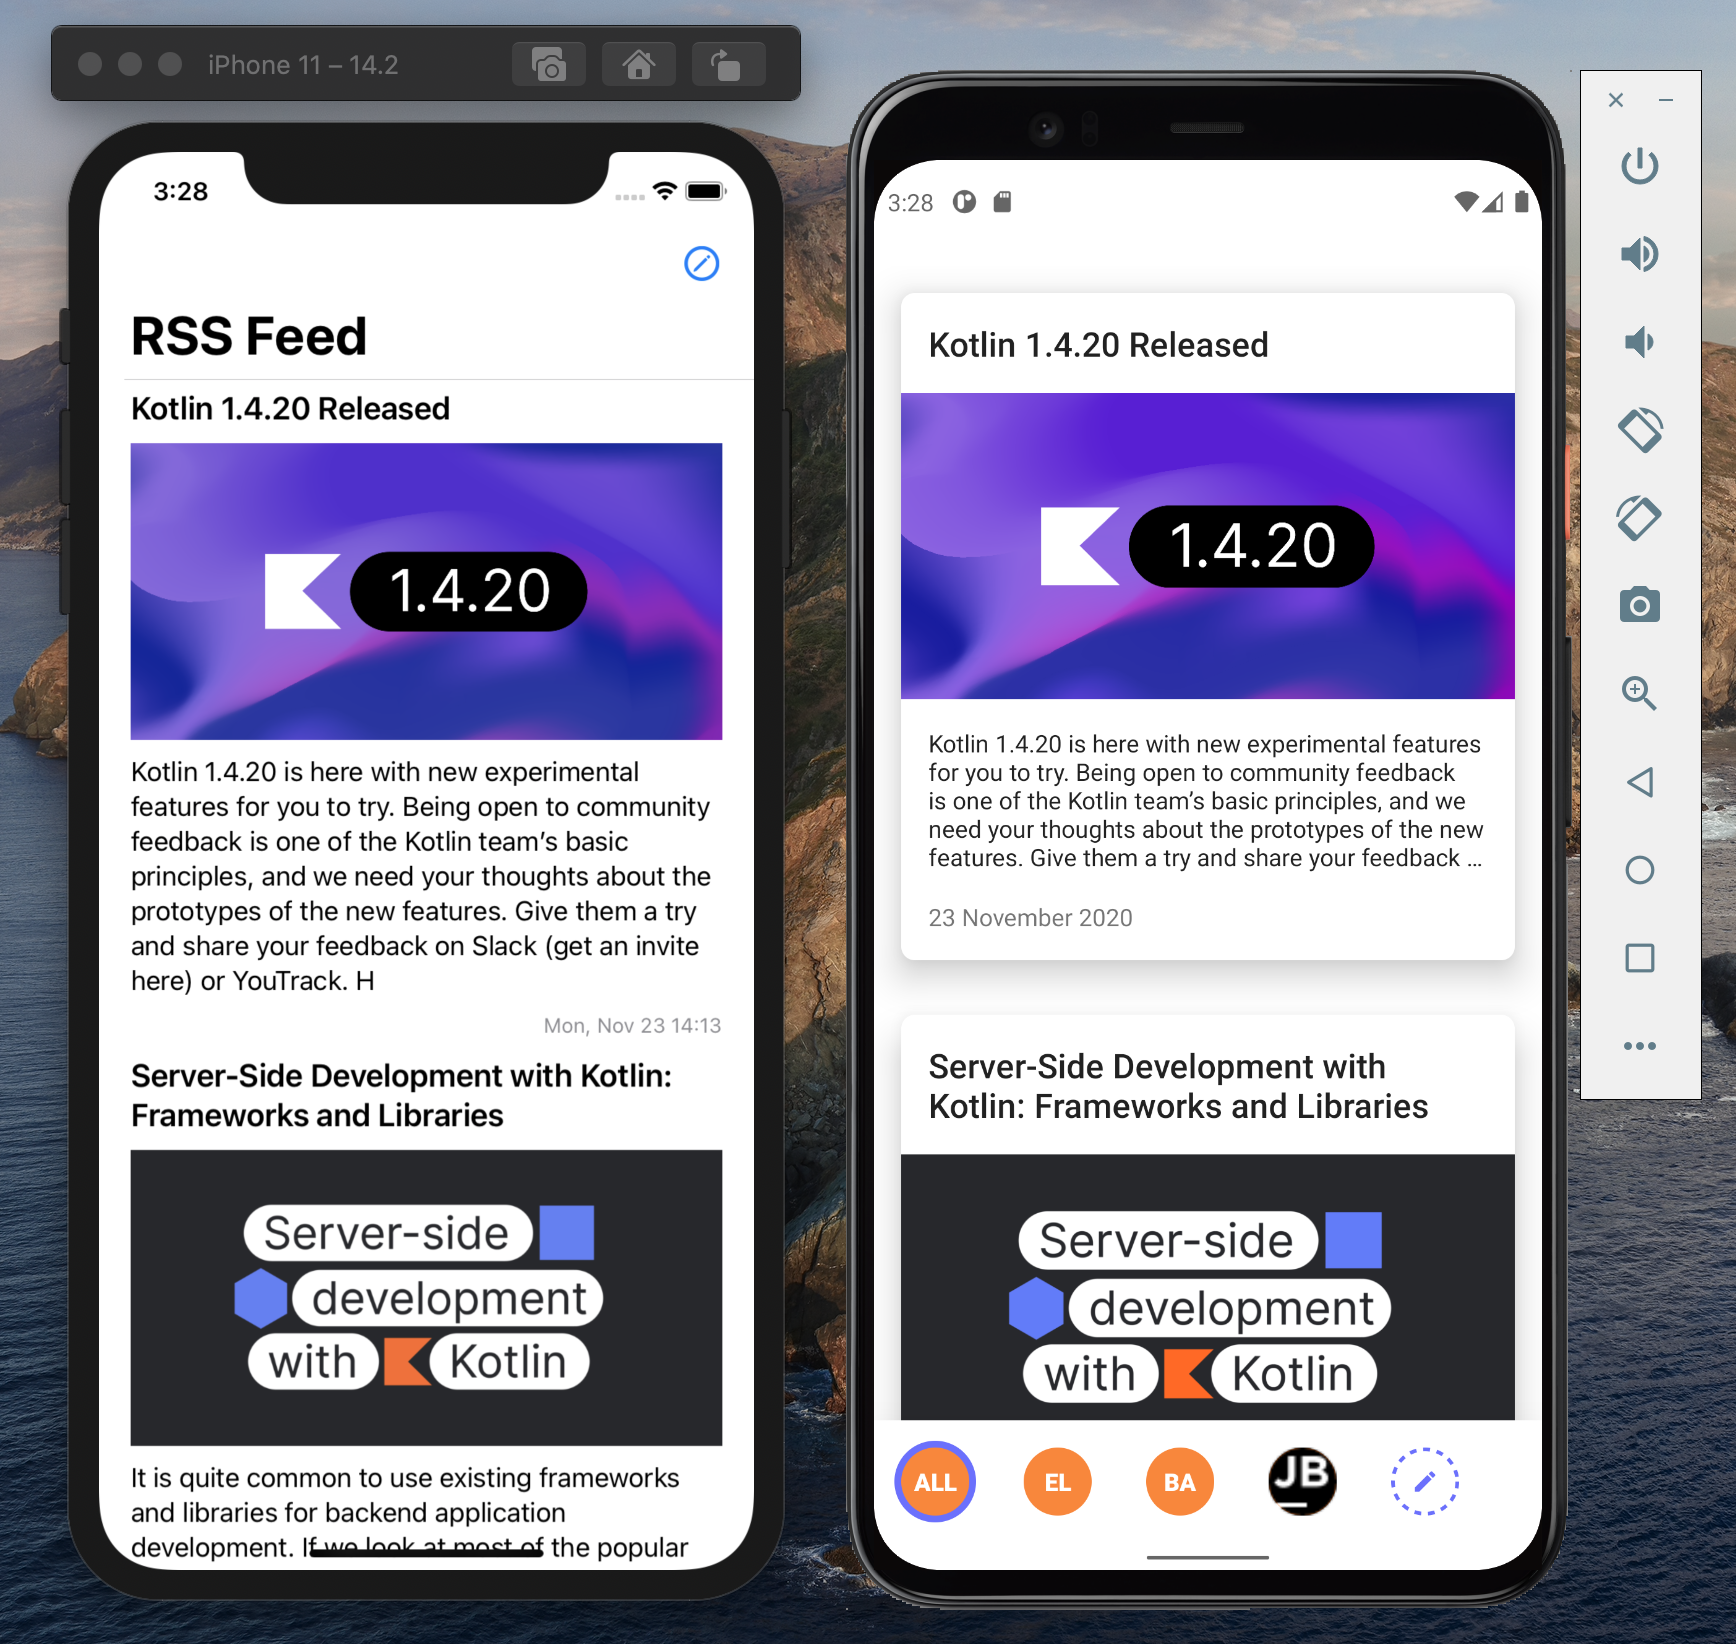 iPhone 11 – 14.2
3:28
RSS Feed
Kotlin 1.4.20 Released
1.4.20
Kotlin 1.4.20 is here with new experimental
features for you to try. Being open to community
feedback is one of the Kotlin team’s basic
principles, and we need your thoughts about the
prototypes of the new features. Give them a try
and share your feedback on Slack (get an invite
here) or YouTrack. H
Mon, Nov 23 14:13
Server-Side Development with Kotlin:
Frameworks and Libraries
Server-side
development
with Kotlin
It is quite common to use existing frameworks
and libraries for backend application
development. If we look at most of the popular
3:28
Kotlin 1.4.20 Released
1.4.20
Kotlin 1.4.20 is here with new experimental features
for you to try. Being open to community feedback
is one of the Kotlin team’s basic principles, and we
need your thoughts about the prototypes of the new
features. Give them a try and share your feedback ...
23 November 2020
Server-Side Development with
Kotlin: Frameworks and Libraries
Server-side
development
with Kotlin
ALL EL BA JB